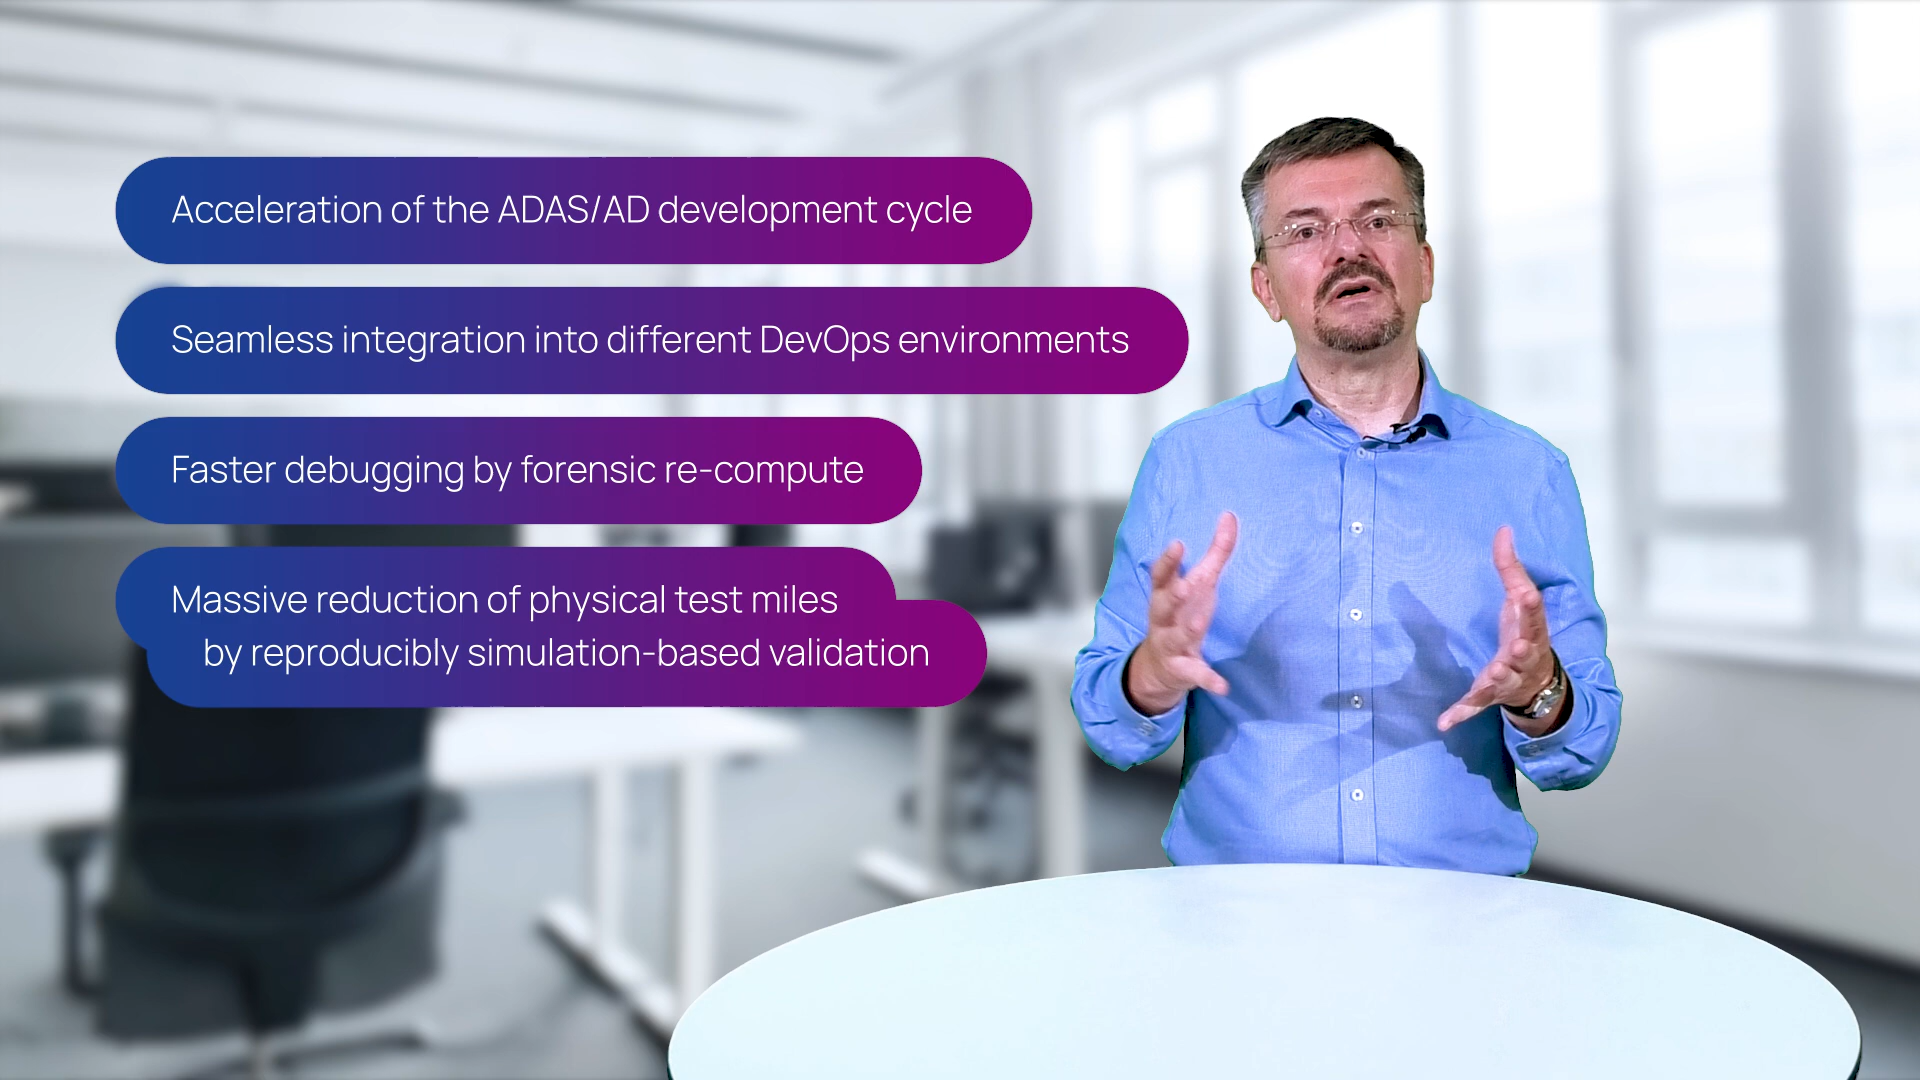 Acceleration of the ADAS/AD development cycle
Seamless integration into different DevOps environments
Faster debugging by forensic re-compute
Massive reduction of physical test miles
by reproducibly simulation-based validation